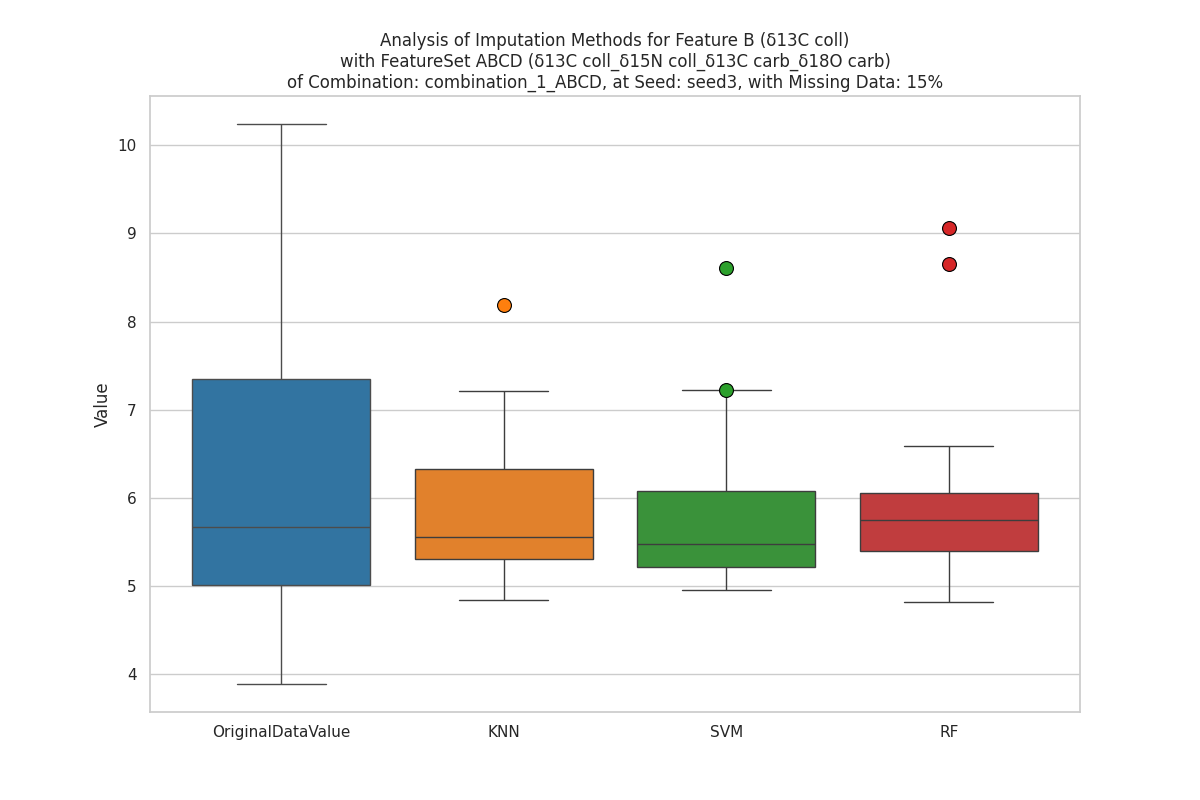 Analysis of Imputation Methods for Feature B (δ13C coll)
with FeatureSet ABCD (δ13C coll_δ15N coll_δ13C carb_δ18O carb)
of Combination: combination_1_ABCD, at Seed: seed3, with Missing Data: 15%
10
9
8
7
6
5
4
Value
OriginalDataValue
KNN
SVM
RF